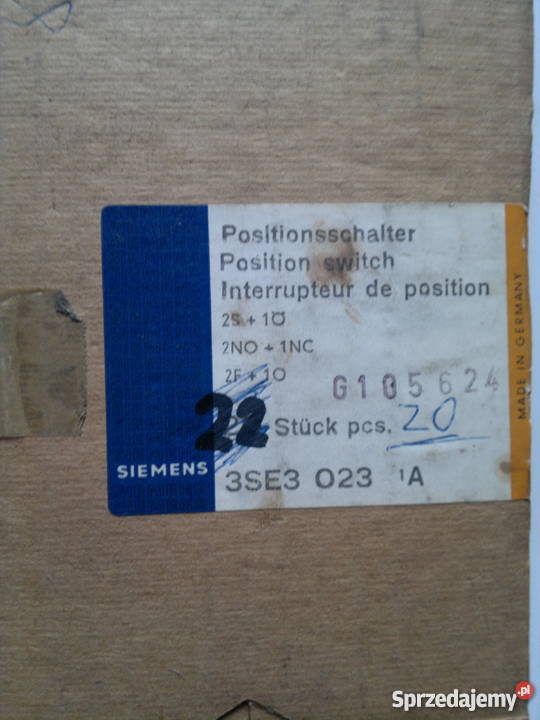 Positionsschalter
Position switch
Interrupteur de position
2S + 1Ö
2NO + 1NC
2F + 1O
G105624
22 Stück pcs. 20
SIEMENS
3SE3 023 1A
MADE IN GERMANY
Sprzedajemy.pl